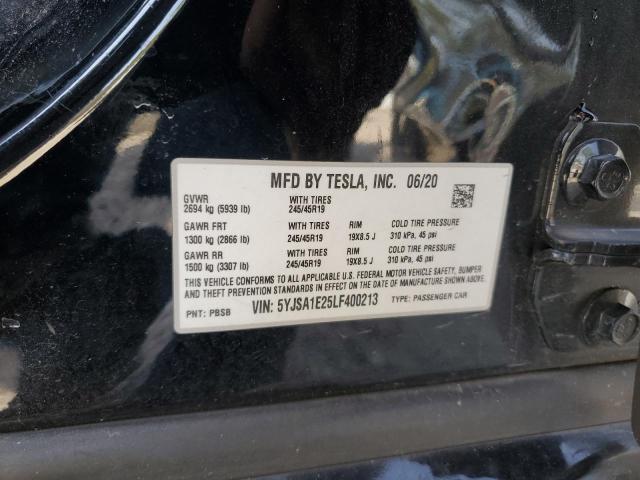 MFD BY TESLA, INC. 06/20
GVWR WITH TIRES
2694 kg (5939 lb) 245/45R19
GAWR FRT WITH TIRES RIM COLD TIRE PRESSURE
1300 kg (2866 lb) 245/45R19 19X8.5 J 310 kPa, 45 psi
GAWR RR WITH TIRES RIM COLD TIRE PRESSURE
1500 kg (3307 lb) 245/45R19 19X8.5 J 310 kPa, 45 psi
THIS VEHICLE CONFORMS TO ALL APPLICABLE U.S. FEDERAL MOTOR VEHICLE SAFETY, BUMPER
AND THEFT PREVENTION STANDARDS IN EFFECT ON THE DATE OF MANUFACTURE SHOWN ABOVE.
PNT: PBSB VIN: 5YJSA1E25LF400213 TYPE: PASSENGER CAR